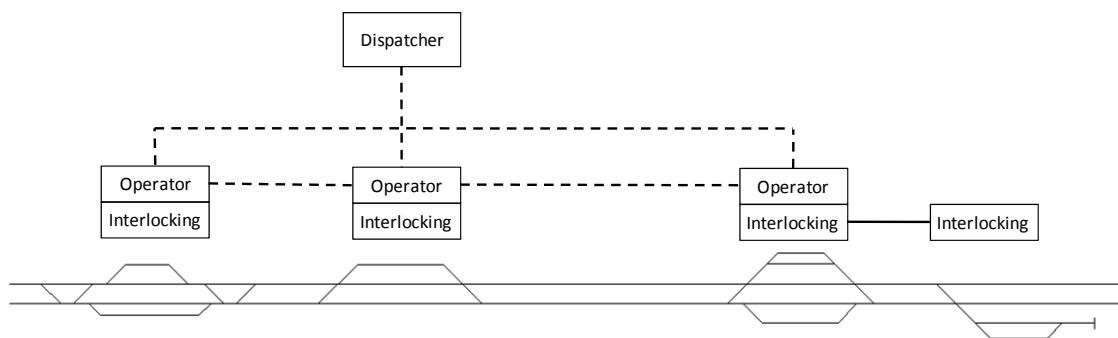 Dispatcher
Operator
Operator
Operator
Interlocking
Interlocking
Interlocking
Interlocking